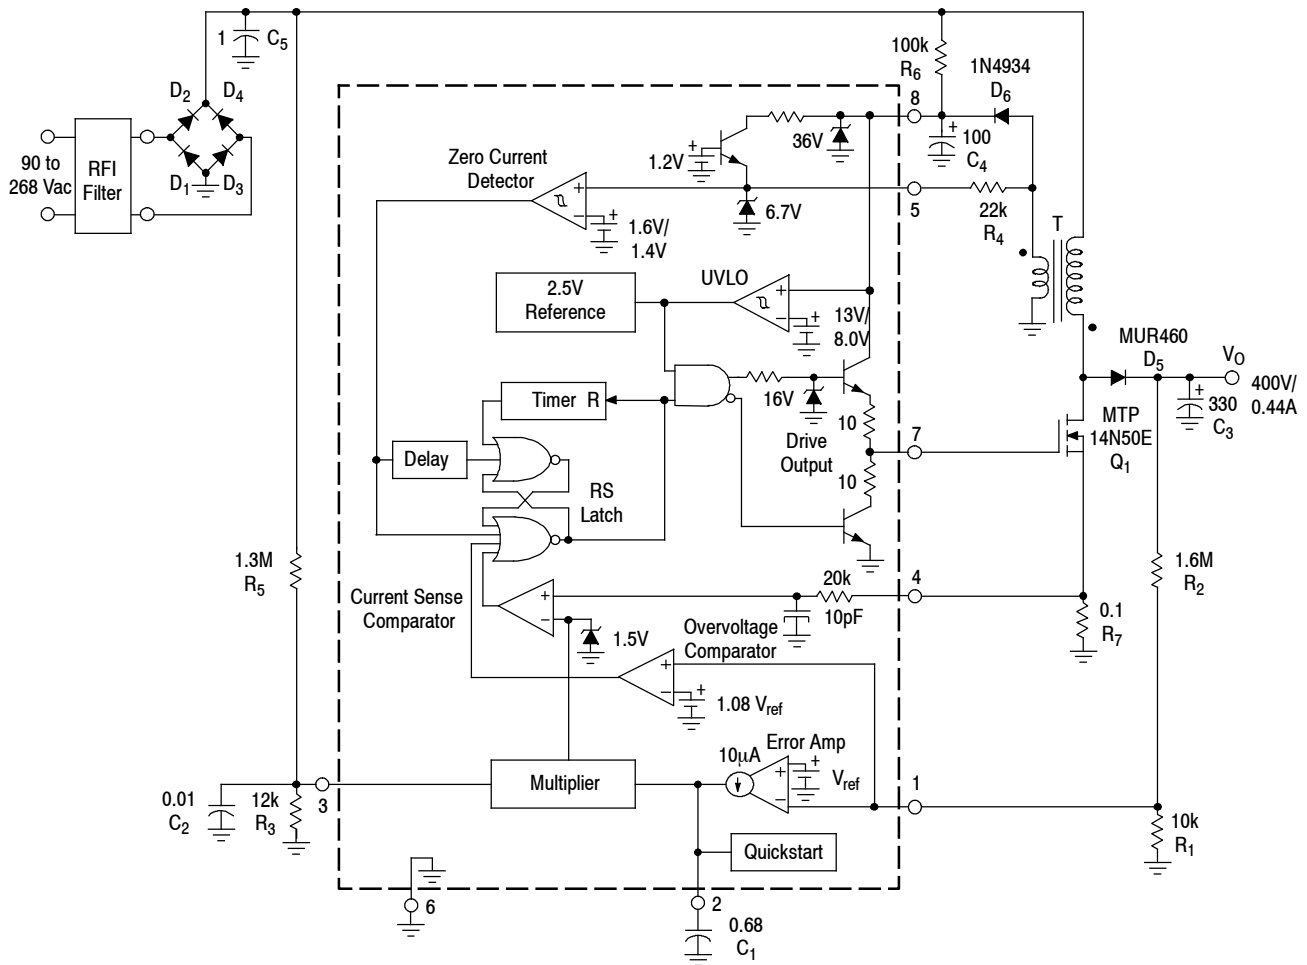 1
C5
D2
D4
90 to
268 Vac
RFI
Filter
D1
D3
100k
R6
1N4934
D6
8
100
C4
36V
1.2V
Zero Current
Detector
6.7V
5
22k
R4
T
1.6V/
1.4V
2.5V
Reference
UVLO
13V/
8.0V
MUR460
D5
VO
400V/
0.44A
330
C3
Timer R
16V
10
Drive
Output
10
7
MTP
14N50E
Q1
Delay
RS
Latch
1.3M
R5
1.6M
R2
20k
4
10pF
0.1
R7
Current Sense
Comparator
1.5V
Overvoltage
Comparator
1.08 Vref
Error Amp
10μA
Vref
1
Multiplier
3
0.01
C2
12k
R3
10k
R1
Quickstart
6
2
0.68
C1
+
+
+
+
+
+
+
+
+
−
+
−
+
−
+
−
+
−